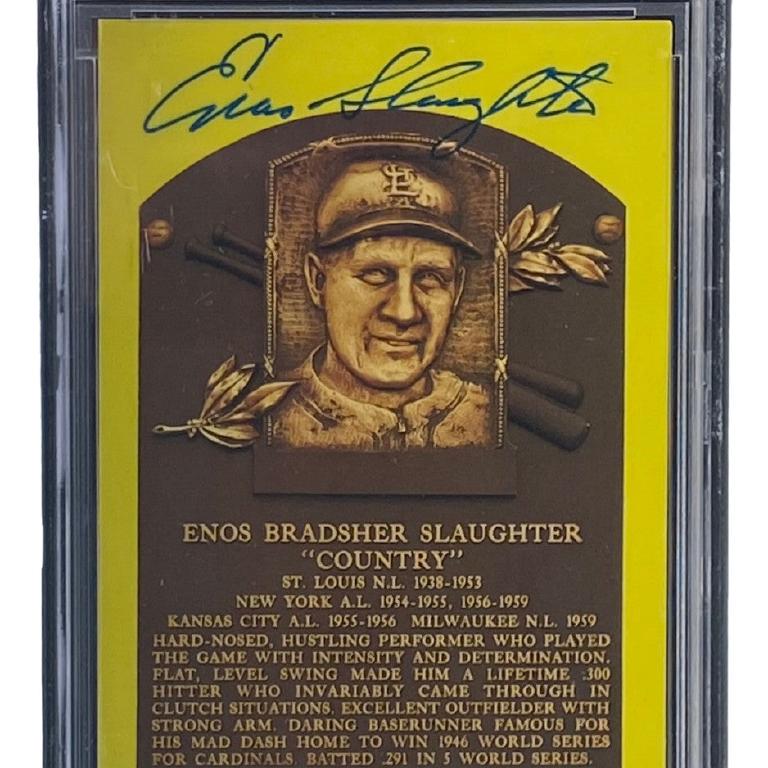 Enos Slaughter
STL
ENOS BRADSHER SLAUGHTER
"COUNTRY"
ST. LOUIS N.L. 1938-1953
NEW YORK A.L. 1954-1955, 1956-1959
KANSAS CITY A.L. 1955-1956 MILWAUKEE N.L. 1959
HARD-NOSED, HUSTLING PERFORMER WHO PLAYED
THE GAME WITH INTENSITY AND DETERMINATION.
FLAT, LEVEL SWING MADE HIM A LIFETIME .300
HITTER WHO INVARIABLY CAME THROUGH IN
CLUTCH SITUATIONS. EXCELLENT OUTFIELDER WITH
STRONG ARM. DARING BASERUNNER FAMOUS FOR
HIS MAD DASH HOME TO WIN 1946 WORLD SERIES
FOR CARDINALS. BATTED .291 IN 5 WORLD SERIES.